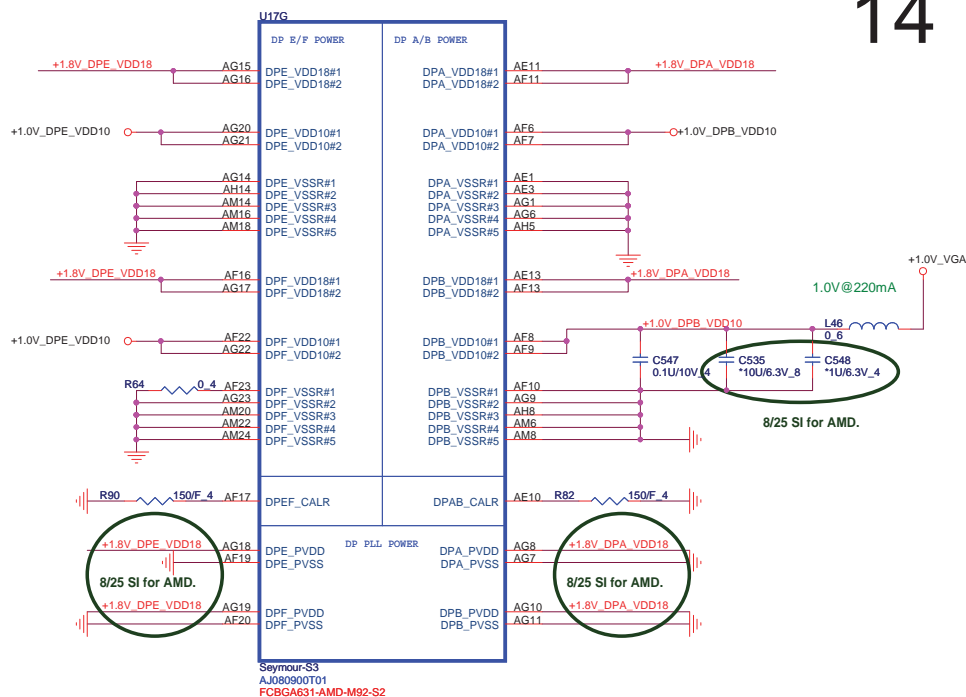 14
U17G
DP E/F POWER
DP A/B POWER
+1.8V_DPE_VDD18 AG15 DPE_VDD18#1 DPA_VDD18#1 AE11 +1.8V_DPA_VDD18
AG16 DPE_VDD18#2 DPA_VDD18#2 AF11
+1.0V_DPE_VDD10 AG20 DPE_VDD10#1 DPA_VDD10#1 AF6 +1.0V_DPB_VDD10
AG21 DPE_VDD10#2 DPA_VDD10#2 AF7
AG14 DPE_VSSR#1 DPA_VSSR#1 AE1
AH14 DPE_VSSR#2 DPA_VSSR#2 AE3
AM14 DPE_VSSR#3 DPA_VSSR#3 AG1
AM16 DPE_VSSR#4 DPA_VSSR#4 AG6
AM18 DPE_VSSR#5 DPA_VSSR#5 AH5
+1.8V_DPE_VDD18 AF16 DPF_VDD18#1 DPB_VDD18#1 AE13 +1.8V_DPA_VDD18
AG17 DPF_VDD18#2 DPB_VDD18#2 AF13
+1.0V_VGA
1.0V@220mA
+1.0V_DPE_VDD10 AF22 DPF_VDD10#1 DPB_VDD10#1 AF8 +1.0V_DPB_VDD10 L46
AG22 DPF_VDD10#2 DPB_VDD10#2 AF9 0_6
C547 C535 C548
0.1U/10V_4 *10U/6.3V_8 *1U/6.3V_4
R64 0_4 AF23 DPF_VSSR#1 DPB_VSSR#1 AF10
AG23 DPF_VSSR#2 DPB_VSSR#2 AG9
AM20 DPF_VSSR#3 DPB_VSSR#3 AH8
AM22 DPF_VSSR#4 DPB_VSSR#4 AM6
AM24 DPF_VSSR#5 DPB_VSSR#5 AM8
8/25 SI for AMD.
R90 150/F_4 AF17 DPEF_CALR DPAB_CALR AE10 R82 150/F_4
DP PLL POWER
+1.8V_DPE_VDD18 AG18 DPE_PVDD DPA_PVDD AG8 +1.8V_DPA_VDD18
AF19 DPE_PVSS DPA_PVSS AG7
8/25 SI for AMD. 8/25 SI for AMD.
+1.8V_DPE_VDD18 AG19 DPF_PVDD DPB_PVDD AG10 +1.8V_DPA_VDD18
AF20 DPF_PVSS DPB_PVSS AG11
Seymour-S3
AJ080900T01
FCBGA631-AMD-M92-S2